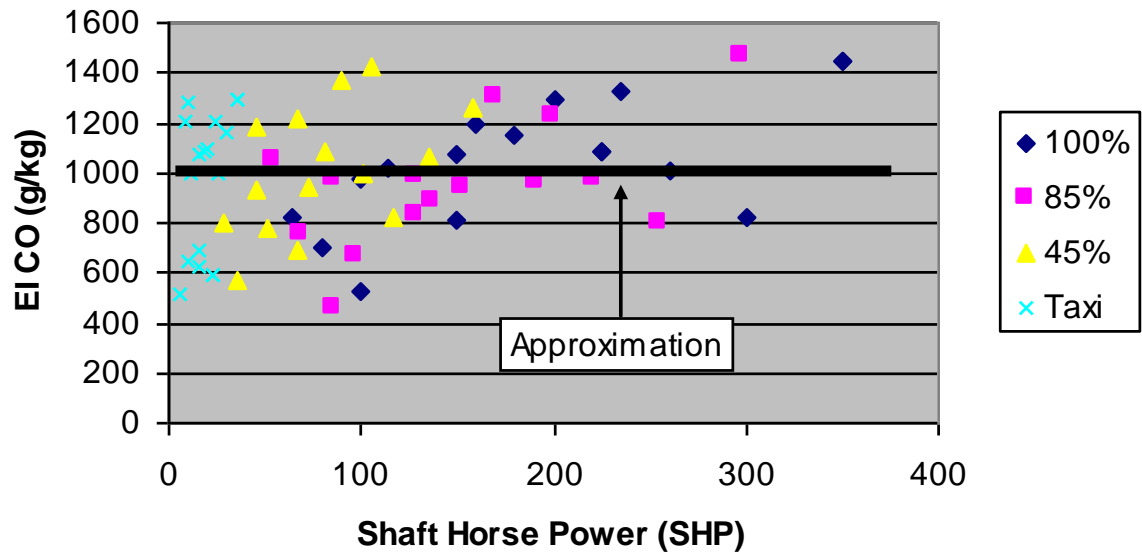 1600
1400
1200
1000
800
600
400
200
0
EI CO (g/kg)
Approximation
0 100 200 300 400
Shaft Horse Power (SHP)
100%
85%
45%
Taxi